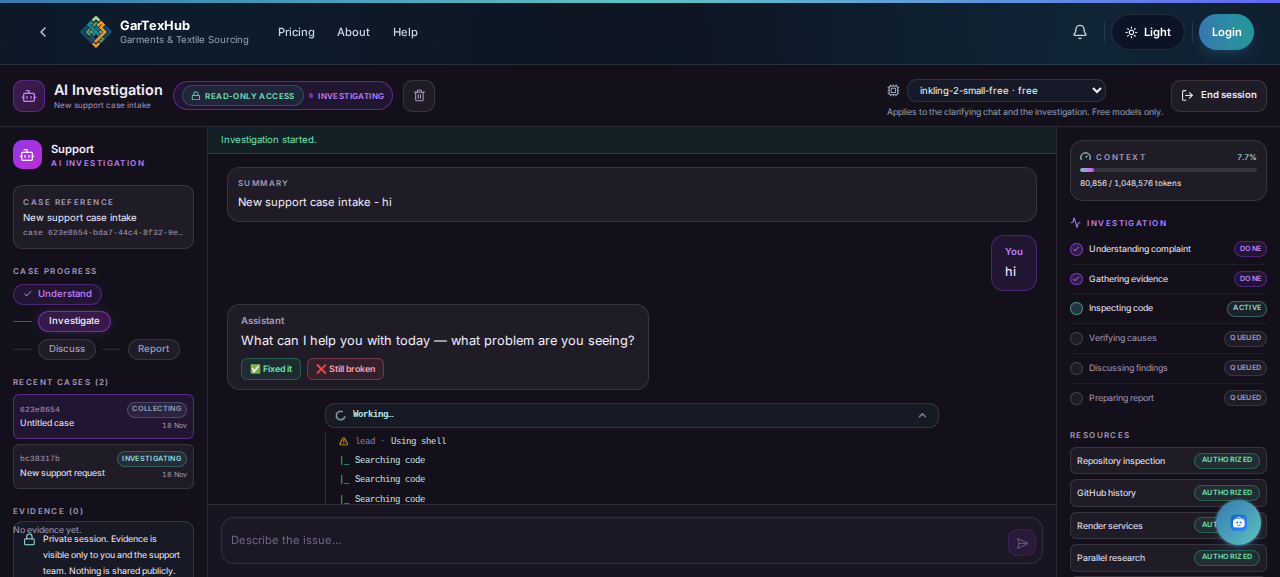 GarTexHub
Garments & Textile Sourcing
Pricing
About
Help
Light
Login
AI Investigation
New support case intake
READ-ONLY ACCESS
INVESTIGATING
inkling-2-small-free · free
Applies to the clarifying chat and the investigation. Free models only.
End session
Support
AI INVESTIGATION
CASE REFERENCE
New support case intake
case 623e8654-bda7-44c4-8f32-9e…
CASE PROGRESS
Understand
Investigate
Discuss
Report
RECENT CASES (2)
623e8654
COLLECTING
Untitled case
18 Nov
bc38317b
INVESTIGATING
New support request
18 Nov
EVIDENCE (0)
No evidence yet.
Private session. Evidence is
visible only to you and the support
team. Nothing is shared publicly.
Investigation started.
SUMMARY
New support case intake - hi
You
hi
Assistant
What can I help you with today — what problem are you seeing?
✅ Fixed it
❌ Still broken
Working…
lead · Using shell
|_ Searching code
|_ Searching code
|_ Searching code
Describe the issue...
CONTEXT
7.7%
80,856 / 1,048,576 tokens
INVESTIGATION
Understanding complaint
DONE
Gathering evidence
DONE
Inspecting code
ACTIVE
Verifying causes
QUEUED
Discussing findings
QUEUED
Preparing report
QUEUED
RESOURCES
Repository inspection
AUTHORIZED
GitHub history
AUTHORIZED
Render services
Parallel research
AUTHORIZED